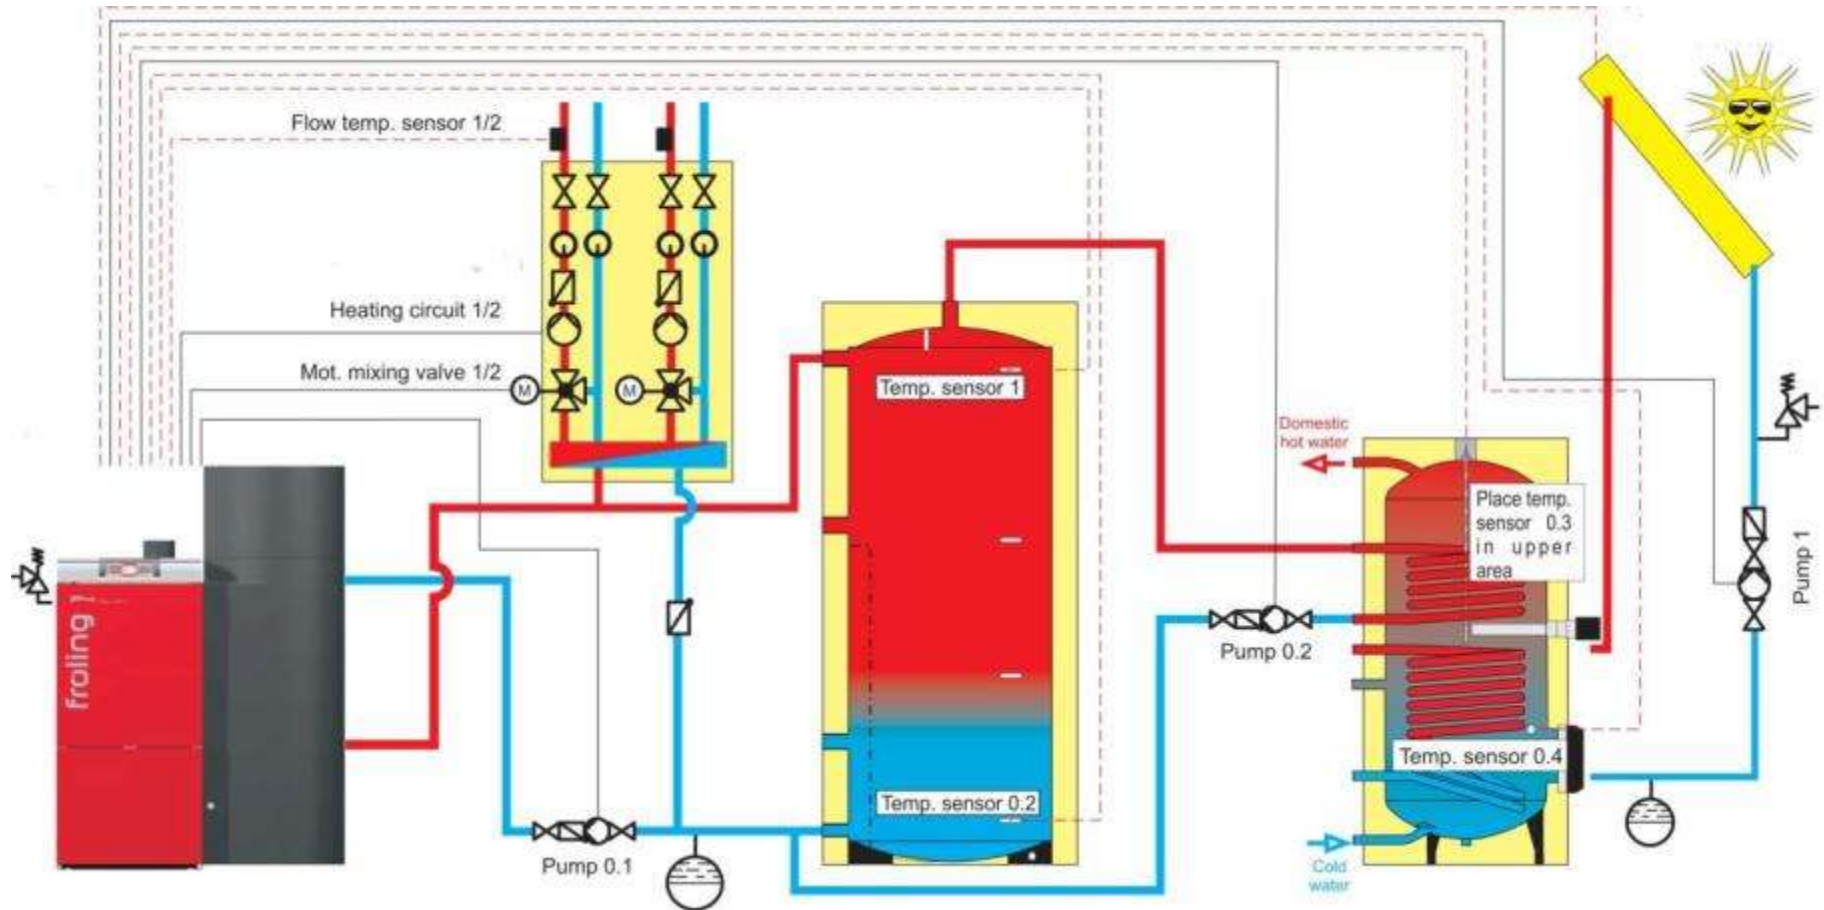 Flow temp. sensor 1/2
Heating circuit 1/2
Mot. mixing valve 1/2
M
M
Temp. sensor 1
Domestic
hot water
Place temp.
sensor 0.3
in upper
area
Pump 1
froling
Pump 0.2
Temp. sensor 0.4
Temp. sensor 0.2
Pump 0.1
Cold
water